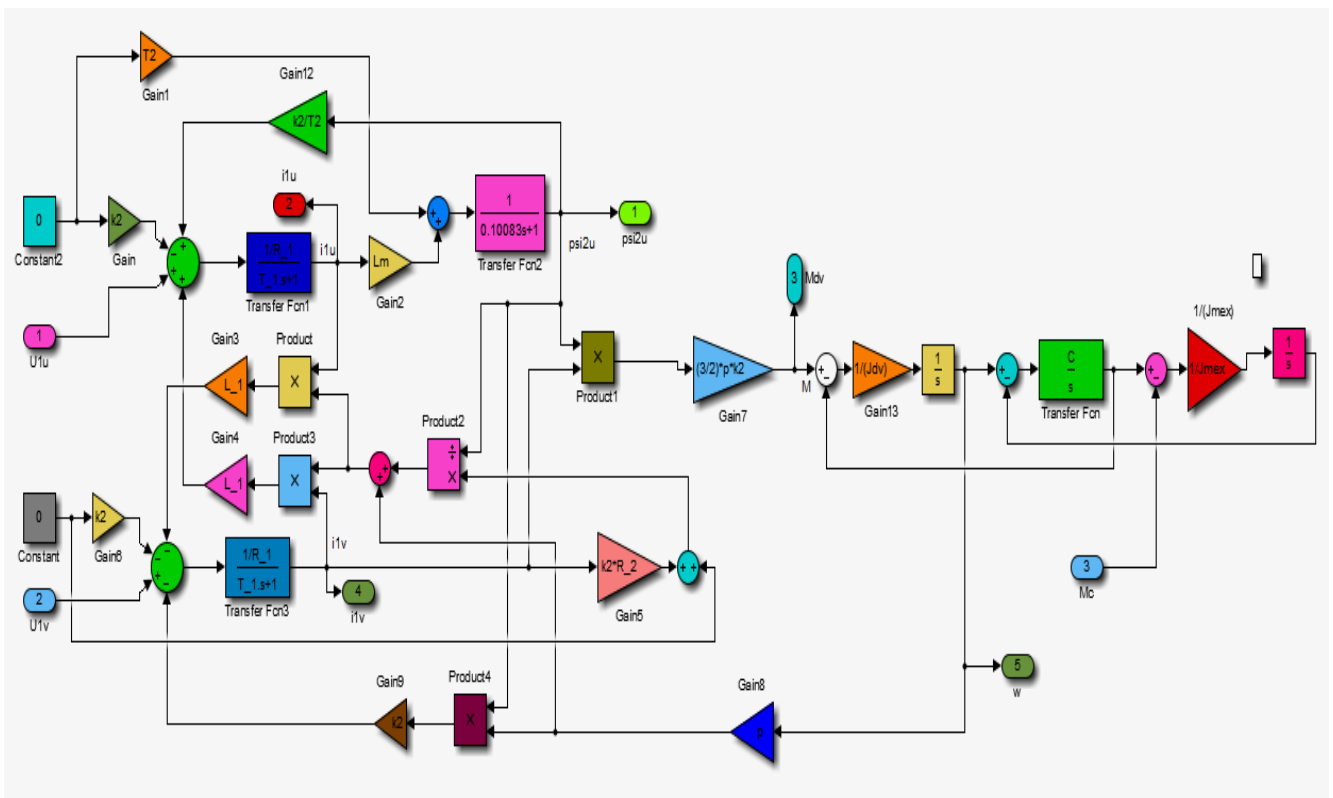 T2
Gain1
Gain12
k2/T2
i1u
2
0
Constant2
k2
Gain
1
U1u
1/R_1
T_1.s+1
Transfer Fcn1
i1u
Lm
Gain2
1
0.10083s+1
Transfer Fcn2
psi2u
1
psi2u
Gain3
L_1
Product
X
X
Product1
(3/2)*p*k2
Gain7
3
Mdv
M
1/(Jdv)
Gain13
1
s
C
s
Transfer Fcn
1/(Jmex)
1/Jmex
1
s
Gain4
L_1
Product3
X
Product2
÷
X
0
Constant
k2
Gain6
2
U1v
1/R_1
T_1.s+1
Transfer Fcn3
i1v
4
i1v
k2*R_2
Gain5
3
Mc
5
w
Gain9
k2
Product4
X
Gain8
p